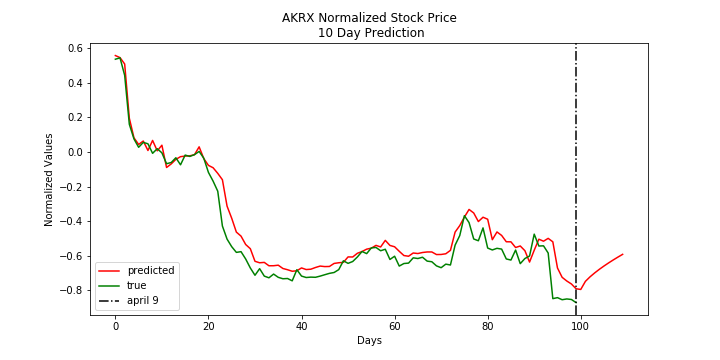 AKRX Normalized Stock Price
10 Day Prediction
Normalized Values
0.6
0.4
0.2
0.0
−0.2
−0.4
−0.6
−0.8
predicted
true
april 9
0 20 40 60 80 100
Days